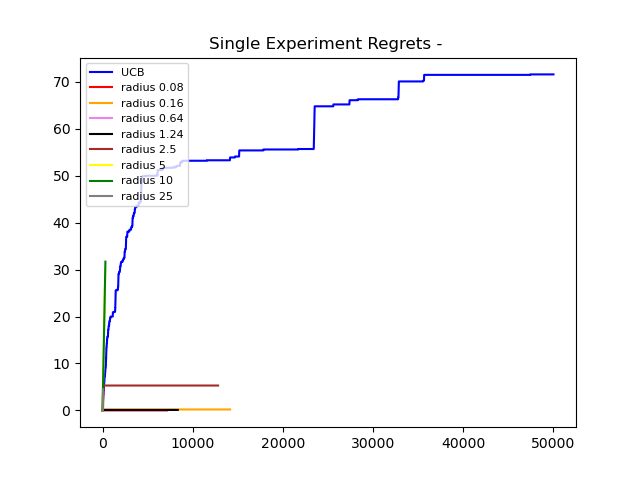 Single Experiment Regrets -
UCB
radius 0.08
radius 0.16
radius 0.64
radius 1.24
radius 2.5
radius 5
radius 10
radius 25
70
60
50
40
30
20
10
0
0 10000 20000 30000 40000 50000